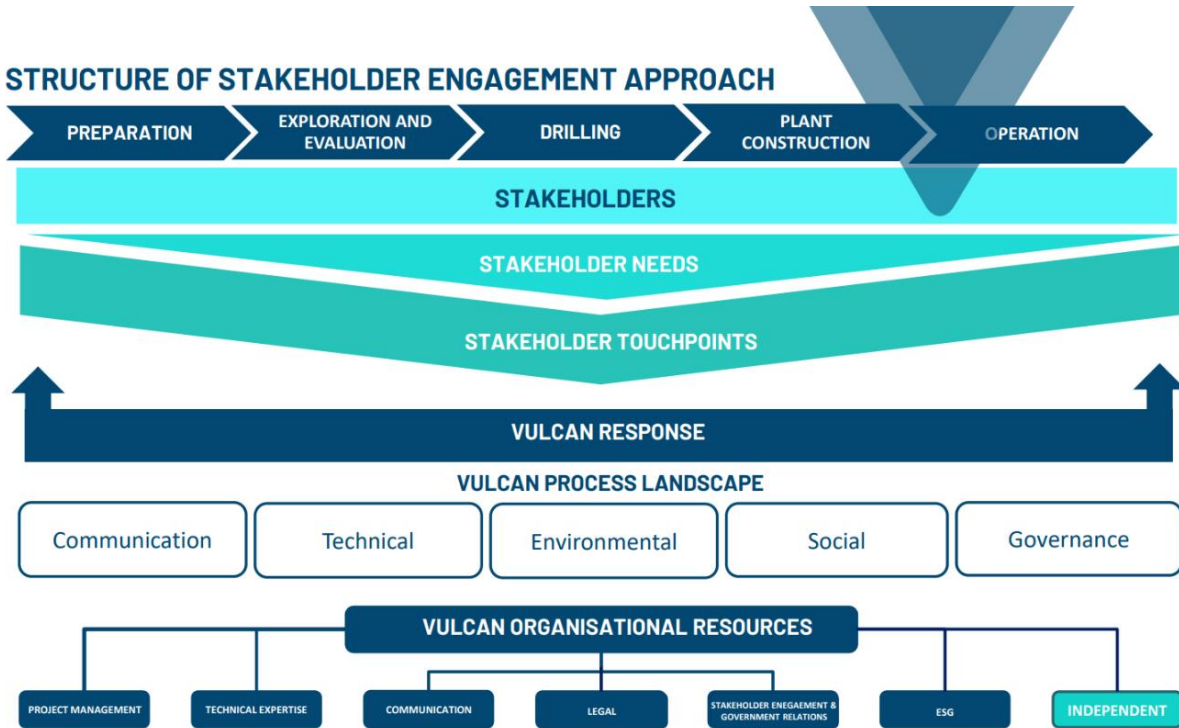 STRUCTURE OF STAKEHOLDER ENGAGEMENT APPROACH
PREPARATION
EXPLORATION AND
EVALUATION
DRILLING
PLANT
CONSTRUCTION
OPERATION
STAKEHOLDERS
STAKEHOLDER NEEDS
STAKEHOLDER TOUCHPOINTS
VULCAN RESPONSE
VULCAN PROCESS LANDSCAPE
Communication
Technical
Environmental
Social
Governance
VULCAN ORGANISATIONAL RESOURCES
PROJECT MANAGEMENT
TECHNICAL EXPERTISE
COMMUNICATION
LEGAL
STAKEHOLDER ENEGAEMENT &
GOVERNMENT RELATIONS
ESG
INDEPENDENT